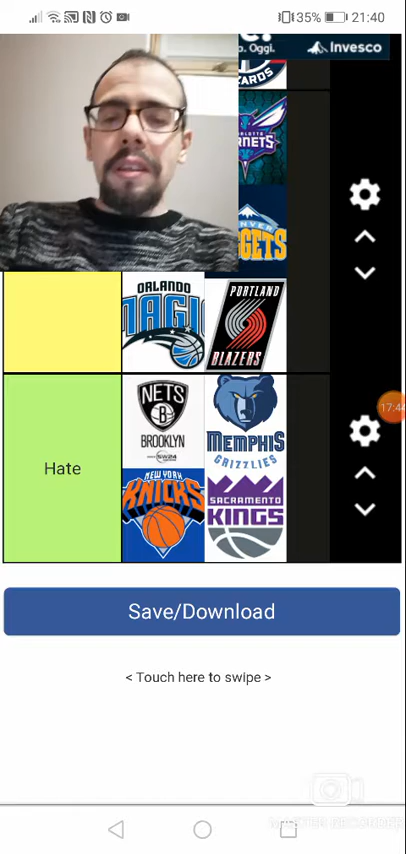 35% 21:40
o. Oggi. Invesco
ARDS
RNETS
NVER
GETS
ORLANDO
MAGIC
PORTLAND
BLAZERS
17:44
NETS
B
BROOKLYN
MEMPHIS
GRIZZLIES
Hate
NEW YORK
KNICKS
SACRAMENTO
KINGS
Save/Download
< Touch here to swipe >